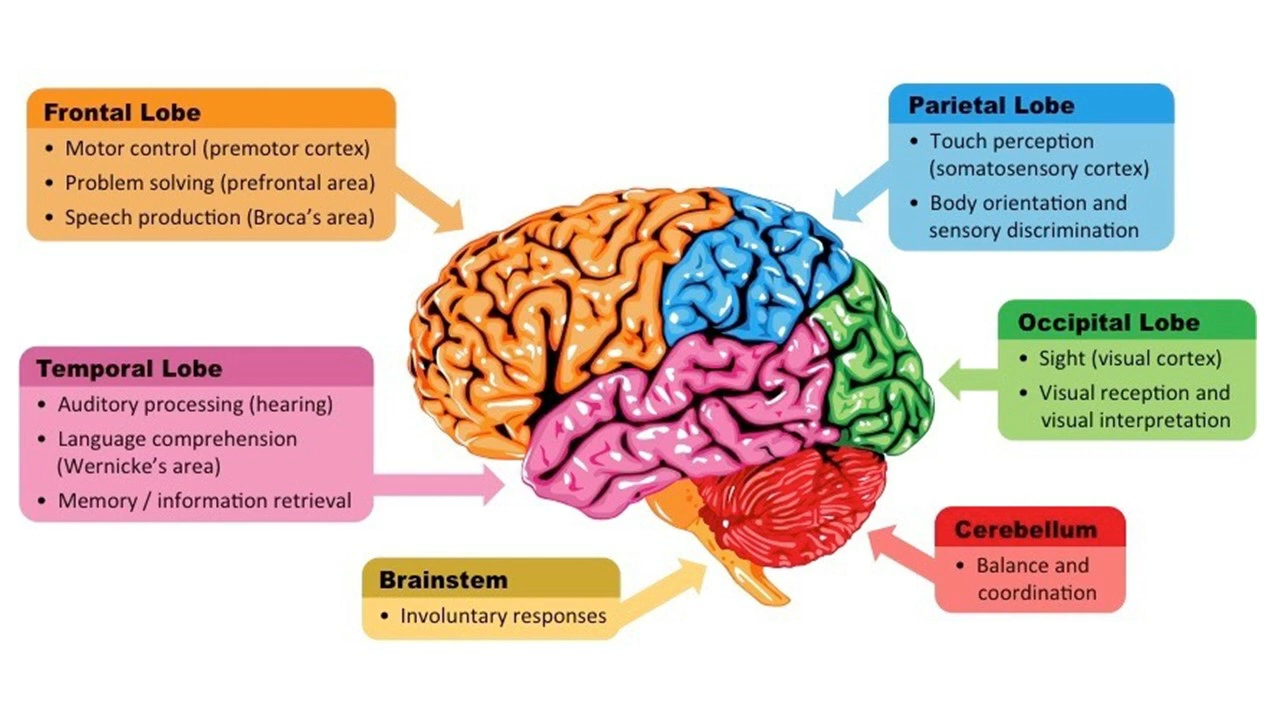 Frontal Lobe
• Motor control (premotor cortex)
• Problem solving (prefrontal area)
• Speech production (Broca's area)
Parietal Lobe
• Touch perception
(somatosensory cortex)
• Body orientation and
sensory discrimination
Occipital Lobe
• Sight (visual cortex)
• Visual reception and
visual interpretation
Temporal Lobe
• Auditory processing (hearing)
• Language comprehension
(Wernicke's area)
• Memory / information retrieval
Cerebellum
• Balance and
coordination
Brainstem
• Involuntary responses